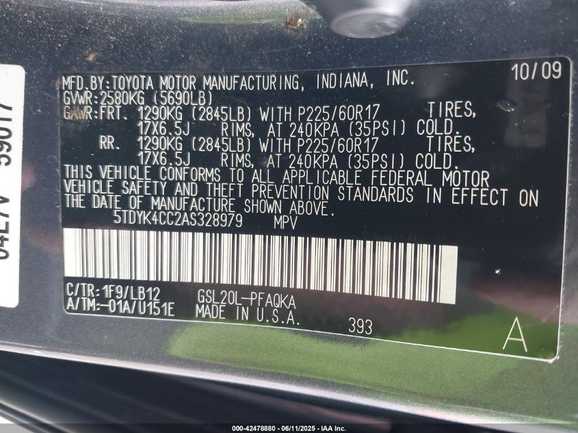 MFD.BY: TOYOTA MOTOR MANUFACTURING, INDIANA, INC. 10/09
GVWR: 2580KG (5690LB)
GAWR: FRT. 1290KG (2845LB) WITH P225/60R17 TIRES,
17X6.5J RIMS, AT 240KPA (35PSI) COLD.
RR. 1290KG (2845LB) WITH P225/60R17 TIRES,
17X6.5J RIMS, AT 240KPA (35PSI) COLD.
THIS VEHICLE CONFORMS TO ALL APPLICABLE FEDERAL MOTOR
VEHICLE SAFETY AND THEFT PREVENTION STANDARDS IN EFFECT ON
THE DATE OF MANUFACTURE SHOWN ABOVE.
5TDYK4CC2AS328979 MPV
C/TR: 1F9/LB12 GSL20L-PFAQKA
A/TM: -01A/U151E MADE IN U.S.A. 393
A
000-42478880 - 06/11/2025 - IAA Inc.